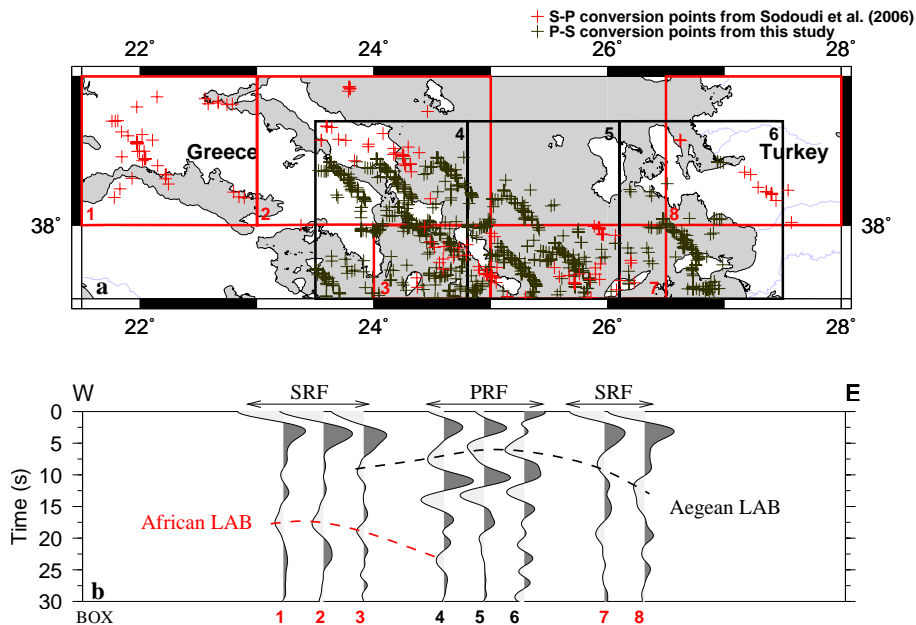 S-P conversion points from Sodoudi et al. (2006)
P-S conversion points from this study
22˚ 24˚ 26˚ 28˚
4 5 6
Greece Turkey
1 2 8
38˚ 38˚
a 3 7
22˚ 24˚ 26˚ 28˚
W E
SRF PRF SRF
0
5
10
15
20
25
30
Time (s)
African LAB
Aegean LAB
b
BOX 1 2 3 4 5 6 7 8